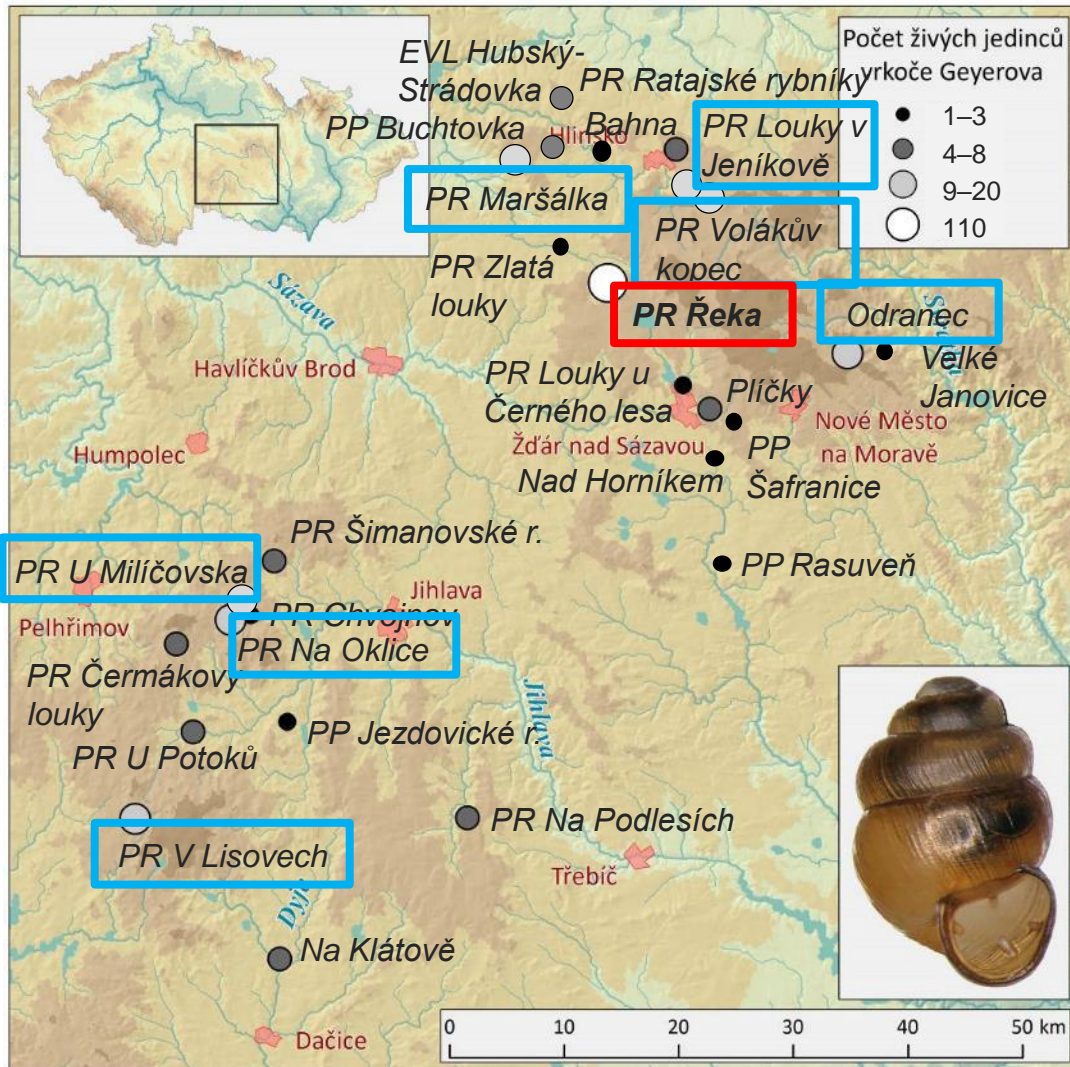 Počet živých jedinců
vrkoče Geyerova
1–3
4–8
9–20
110
EVL Hubský-
Strádovka
PR Ratajské rybníky
PP Buchtovka
Bahna
Hlinsko
PR Louky v
Jeníkově
PR Maršálka
PR Volákův
kopec
PR Zlatá
louky
PR Řeka
Odranec
Sázava
Havlíčkův Brod
Velké
Janovice
PR Louky u
Černého lesa
Plíčky
Nové Město
na Moravě
Humpolec
Žďár nad Sázavou
PP
Šafranice
Nad Horníkem
PR Šimanovské r.
PP Rasuveň
PR U Milíčovska
Jihlava
PR Chvojnov
Pelhřimov
PR Na Oklice
PR Čermákovy
louky
Jihlava
PP Jezdovické r.
PR U Potoků
PR Na Podlesích
PR V Lisovech
Třebíč
Dyje
Na Klátově
Dačice
0 10 20 30 40 50 km